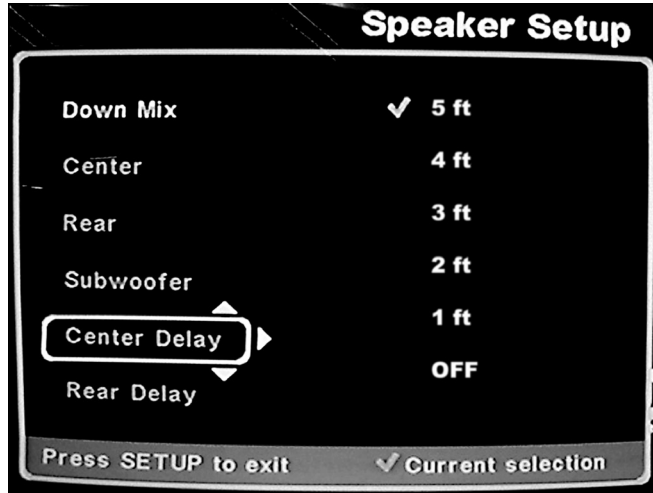 Speaker Setup
Down Mix ✓ 5 ft
Center 4 ft
Rear 3 ft
Subwoofer 2 ft
Center Delay 1 ft
Rear Delay OFF
Press SETUP to exit ✓ Current selection